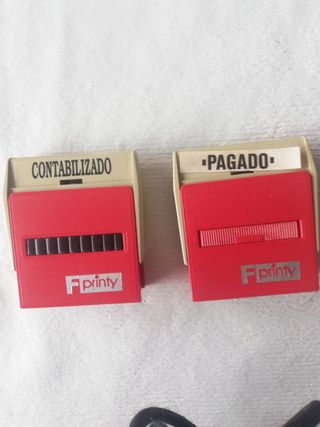 CONTABILIZADO
·PAGADO·
F printy
F printy